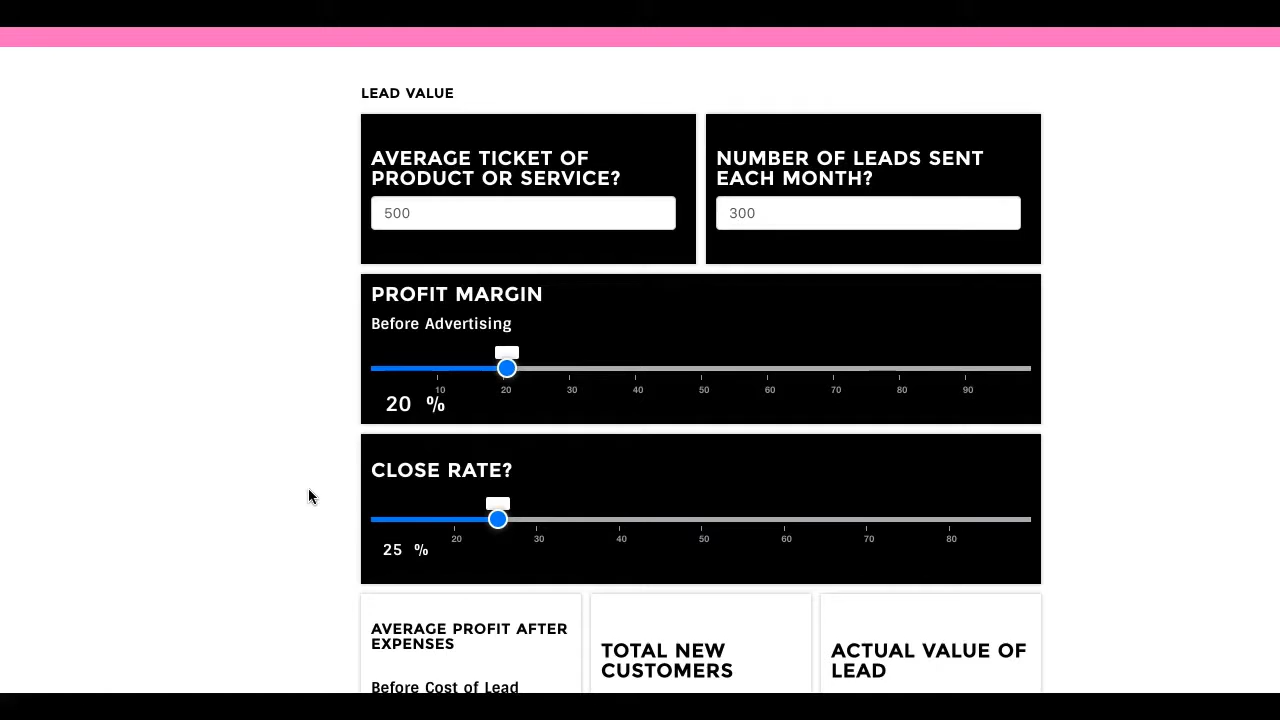 LEAD VALUE
AVERAGE TICKET OF
PRODUCT OR SERVICE?
500
NUMBER OF LEADS SENT
EACH MONTH?
300
PROFIT MARGIN
Before Advertising
10 20 30 40 50 60 70 80 90
20 %
CLOSE RATE?
20 30 40 50 60 70 80
25 %
AVERAGE PROFIT AFTER
EXPENSES
Before Cost of Lead
TOTAL NEW
CUSTOMERS
ACTUAL VALUE OF
LEAD